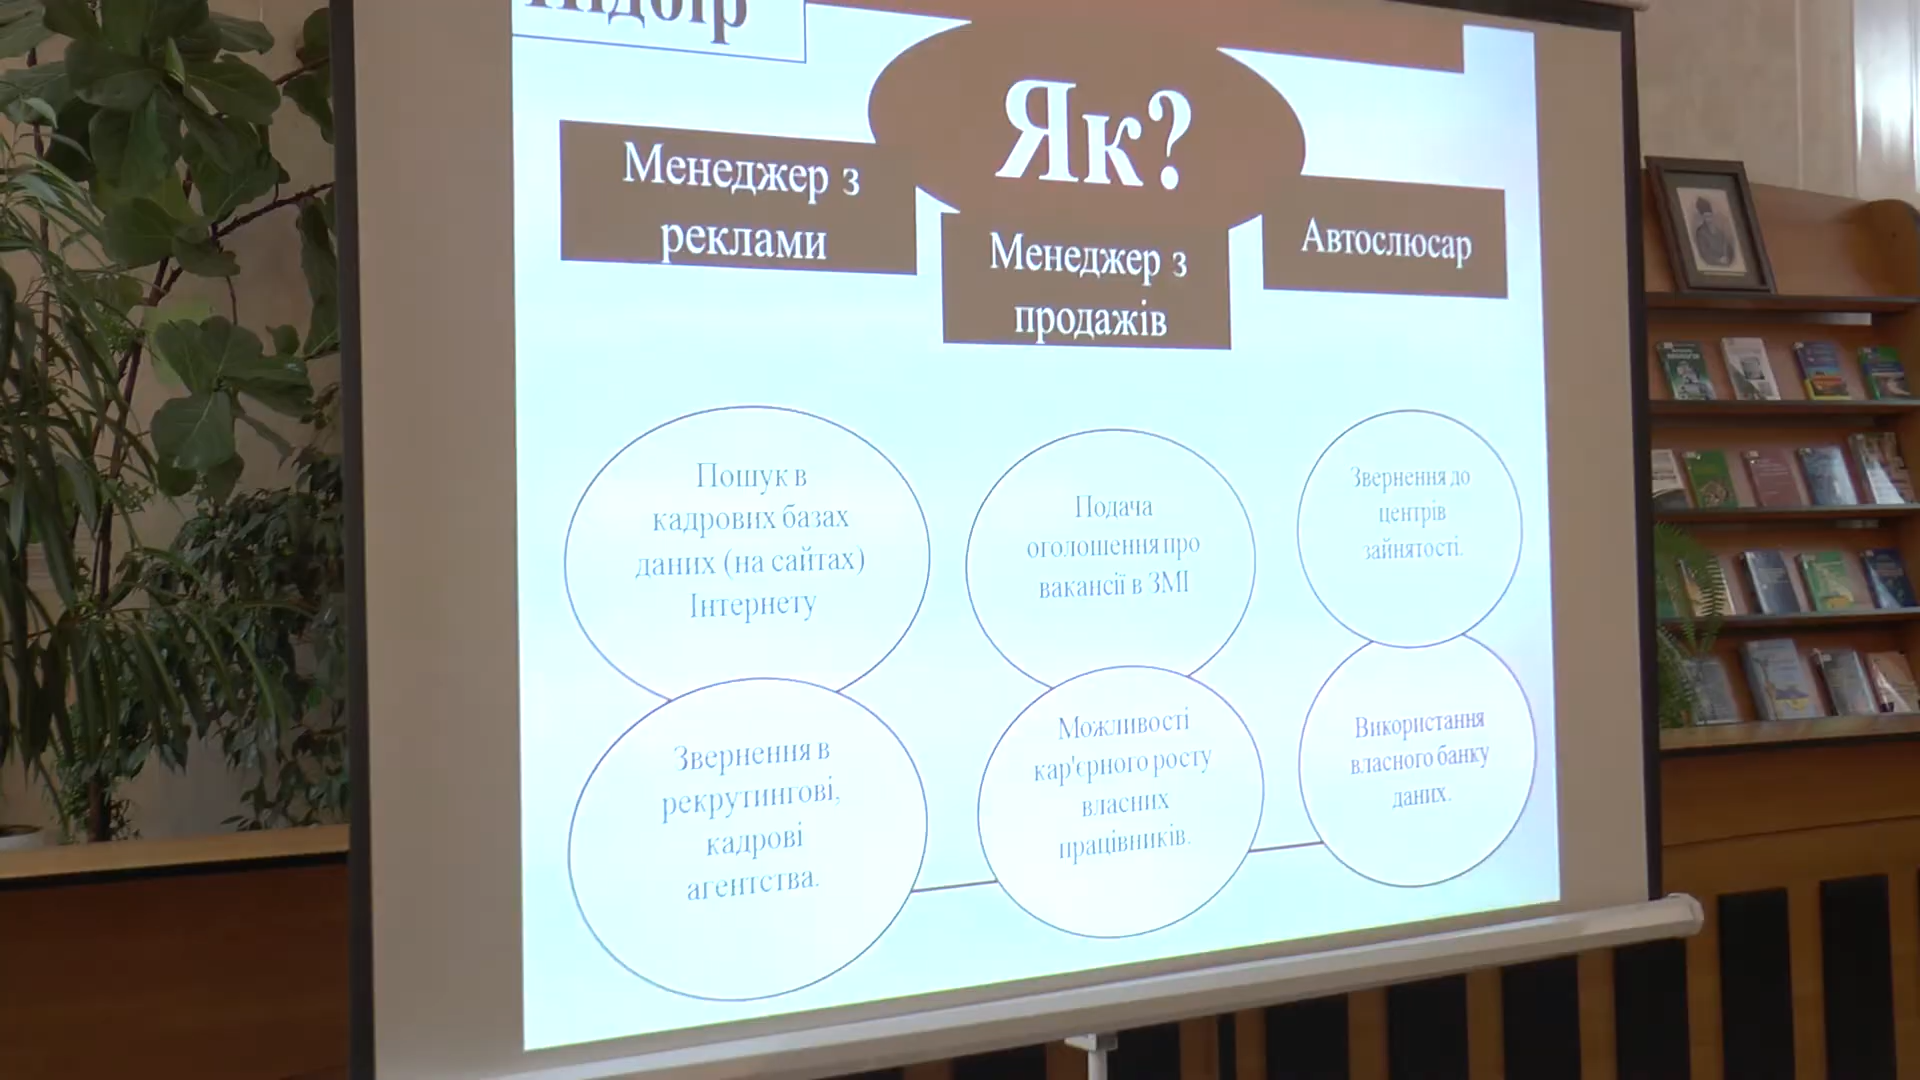 Підбір
Як?
Менеджер з
реклами
Менеджер з
продажів
Автослюсар
Пошук в
кадрових базах
даних (на сайтах)
Інтернету
Подача
оголошення про
вакансії в ЗМІ
Звернення до
центрів
зайнятості.
Звернення в
рекрутингові,
кадрові
агентства.
Можливості
кар'єрного росту
власних
працівників.
Використання
власного банку
даних.